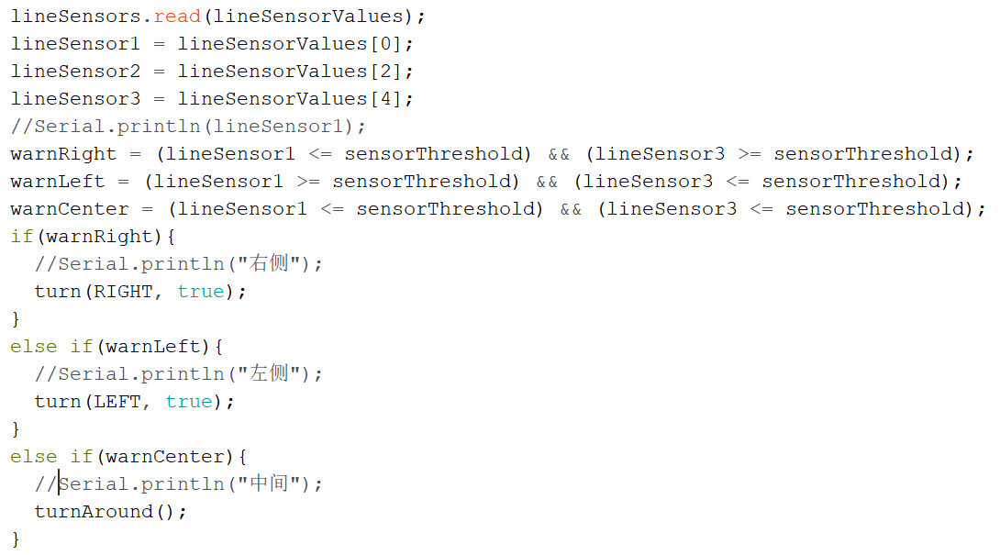 lineSensors.read(lineSensorValues);
lineSensor1 = lineSensorValues[0];
lineSensor2 = lineSensorValues[2];
lineSensor3 = lineSensorValues[4];
//Serial.println(lineSensor1);
warnRight = (lineSensor1 <= sensorThreshold) && (lineSensor3 >= sensorThreshold);
warnLeft = (lineSensor1 >= sensorThreshold) && (lineSensor3 <= sensorThreshold);
warnCenter = (lineSensor1 <= sensorThreshold) && (lineSensor3 <= sensorThreshold);
if(warnRight){
  //Serial.println("右侧");
  turn(RIGHT, true);
}
else if(warnLeft){
  //Serial.println("左侧");
  turn(LEFT, true);
}
else if(warnCenter){
  //Serial.println("中间");
  turnAround();
}